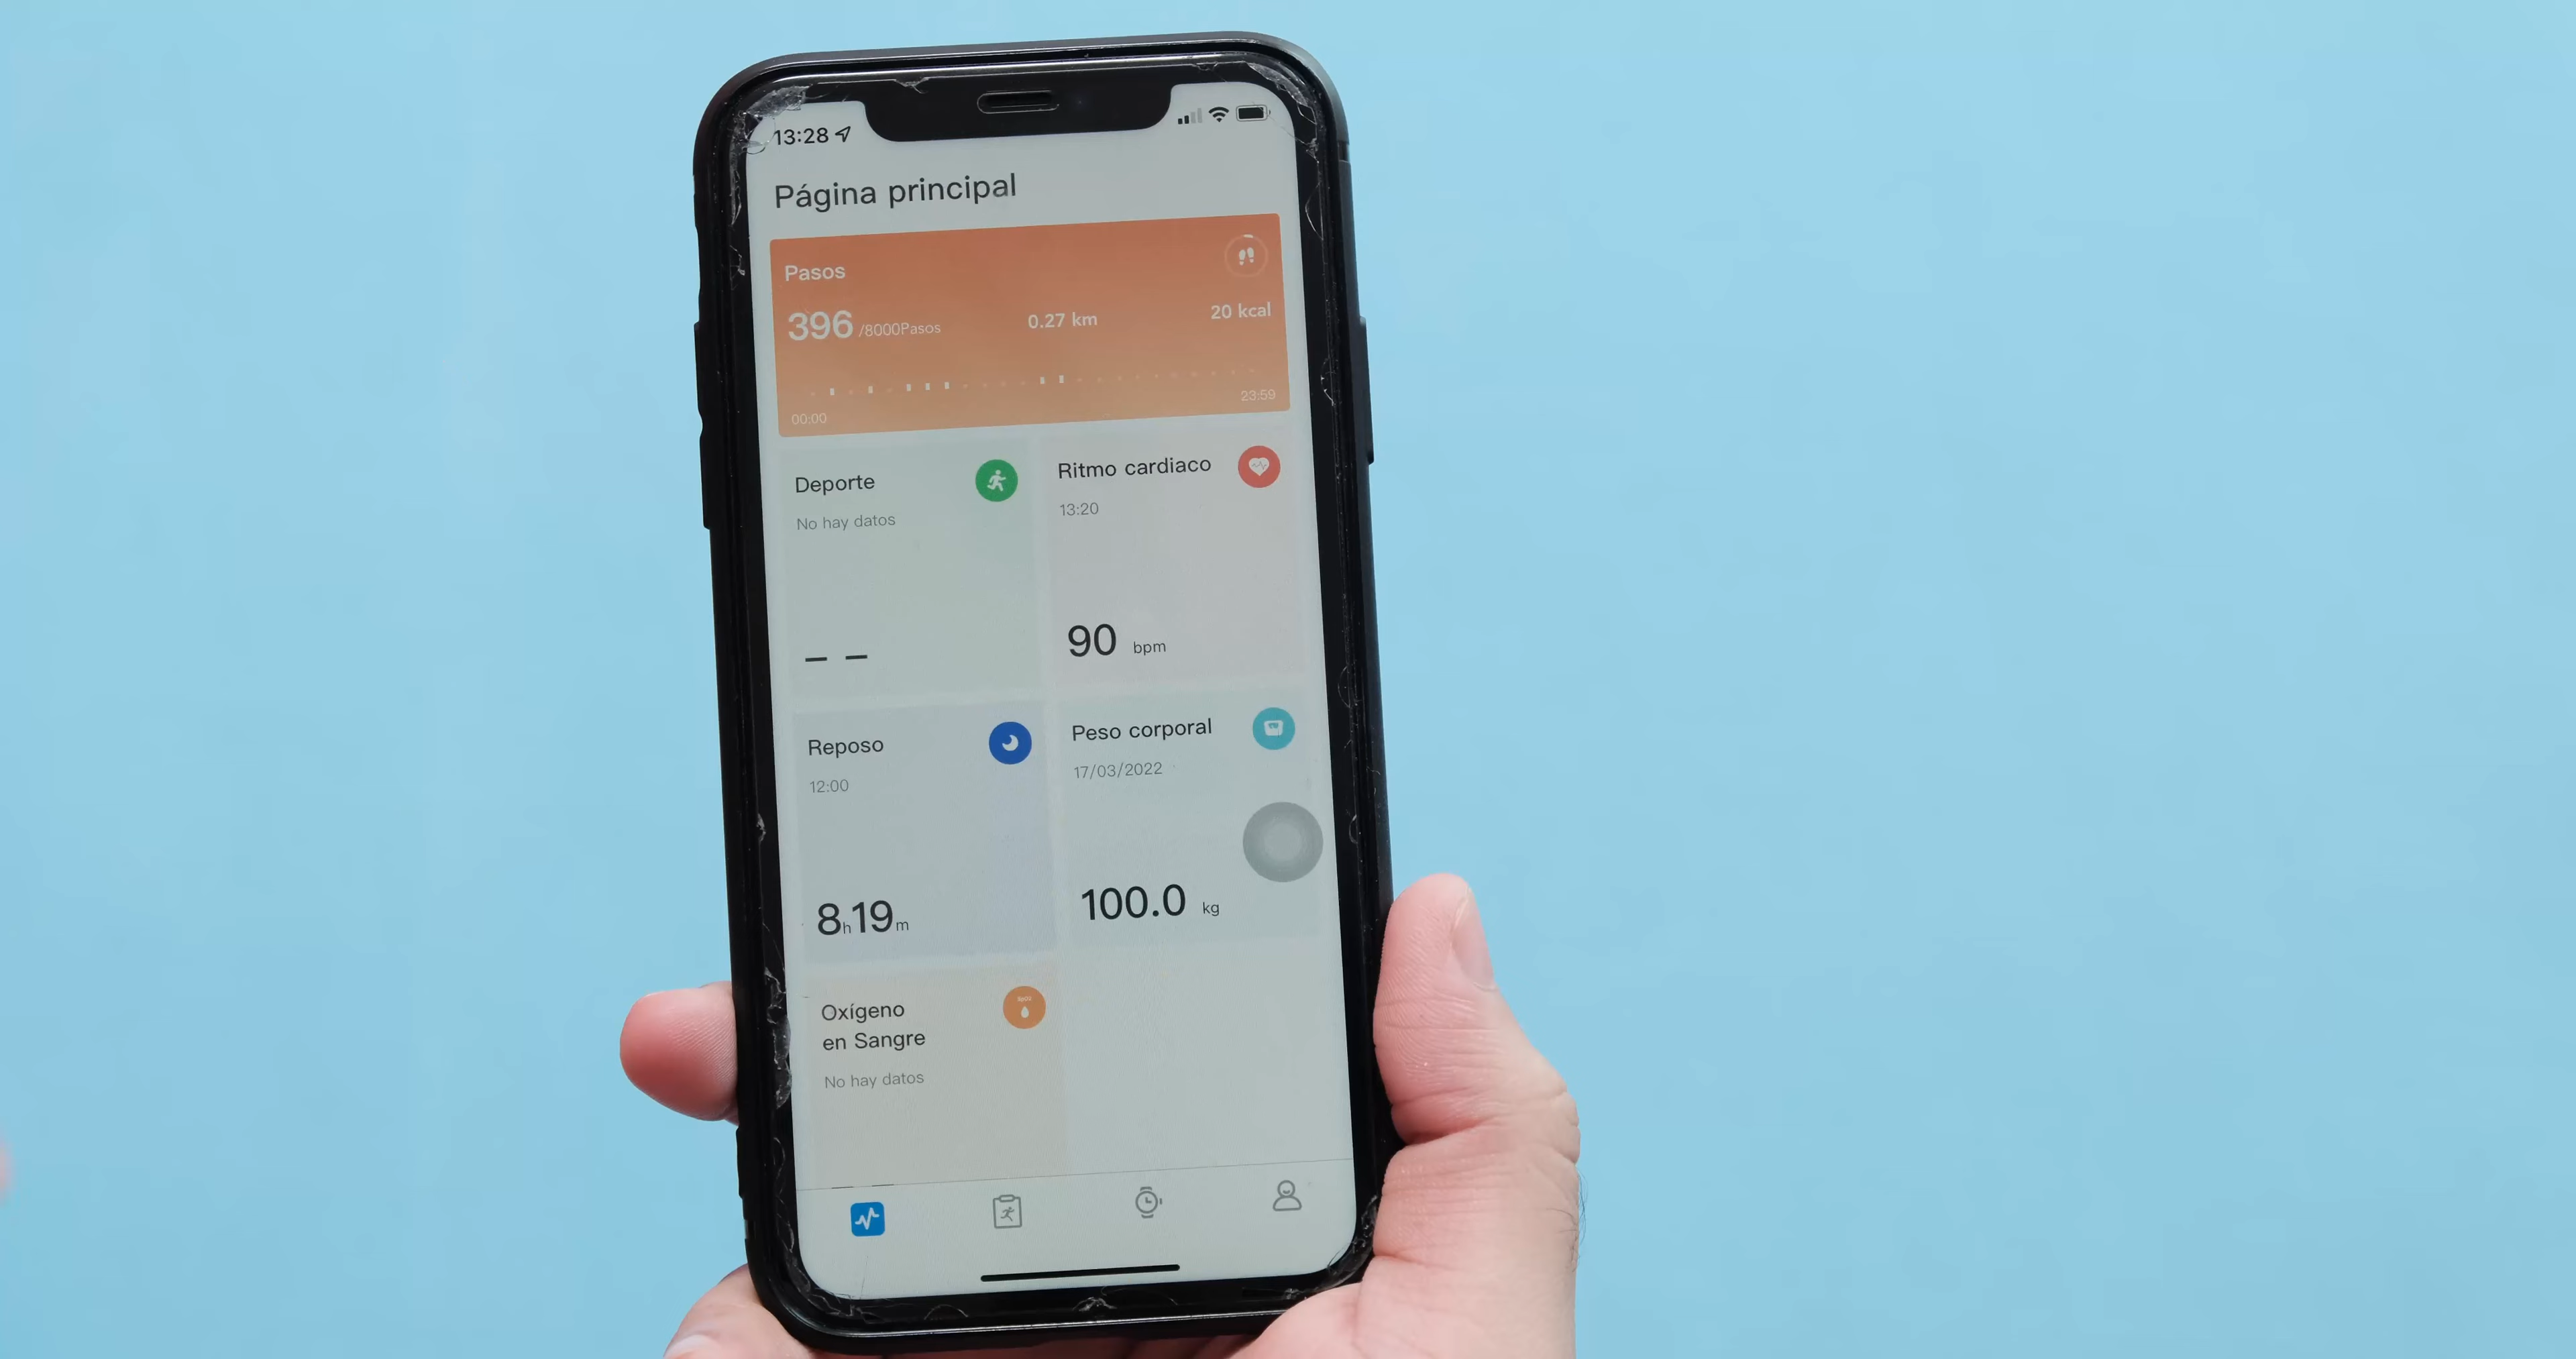 13:28
Página principal
Pasos
396 /8000Pasos 0.27 km 20 kcal
00:00 23:59
Deporte
No hay datos
– –
Ritmo cardiaco
13:20
90 bpm
Reposo
12:00
8h19m
Peso corporal
17/03/2022
100.0 kg
Oxígeno
en Sangre
No hay datos